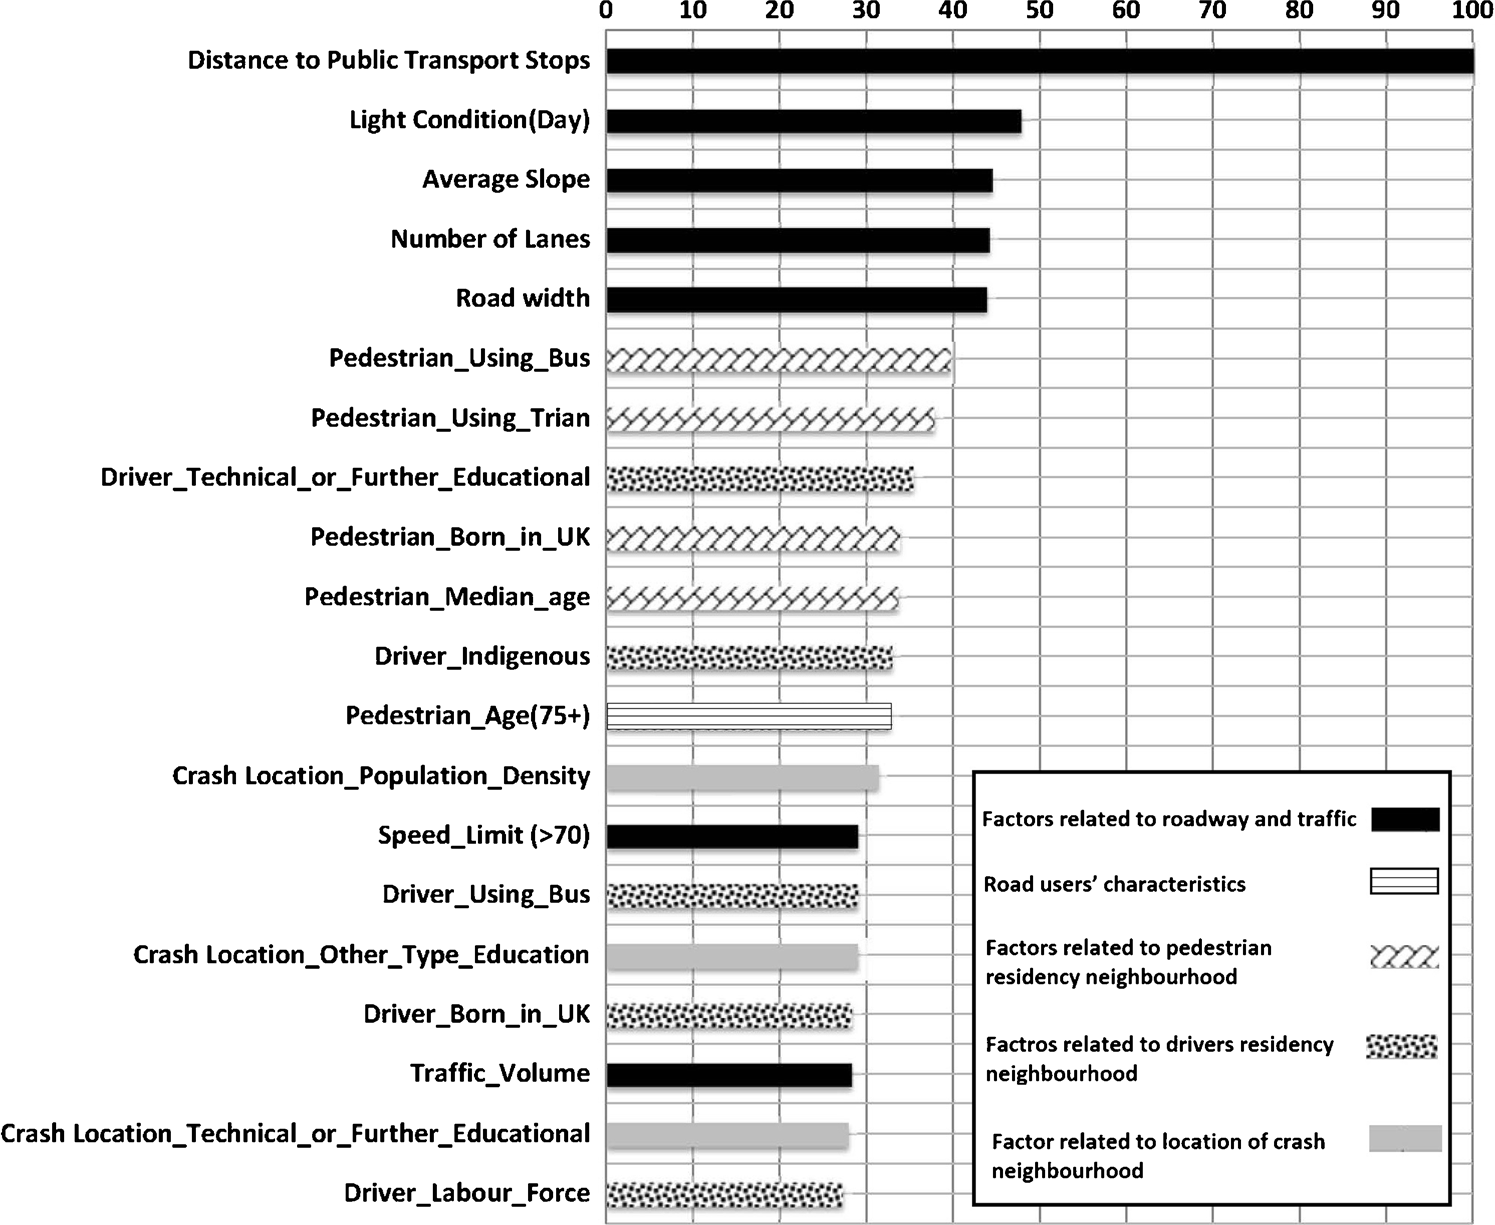 0 10 20 30 40 50 60 70 80 90 100
Distance to Public Transport Stops
Light Condition(Day)
Average Slope
Number of Lanes
Road width
Pedestrian_Using_Bus
Pedestrian_Using_Trian
Driver_Technical_or_Further_Educational
Pedestrian_Born_in_UK
Pedestrian_Median_age
Driver_Indigenous
Pedestrian_Age(75+)
Crash Location_Population_Density
Speed_Limit (>70)
Driver_Using_Bus
Crash Location_Other_Type_Education
Driver_Born_in_UK
Traffic_Volume
Crash Location_Technical_or_Further_Educational
Driver_Labour_Force
Factors related to roadway and traffic
Road users’ characteristics
Factors related to pedestrian
residency neighbourhood
Factros related to drivers residency
neighbourhood
Factor related to location of crash
neighbourhood